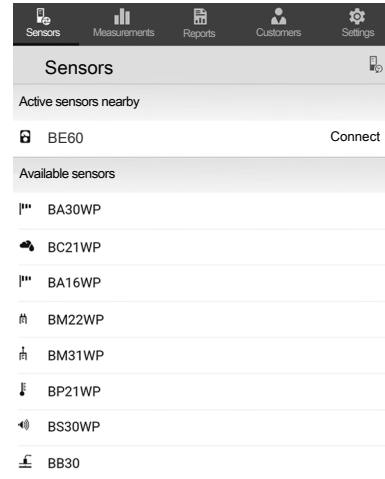 Sensors Measurements Reports Customers Settings
Sensors
Active sensors nearby
BE60 Connect
Available sensors
BA30WP
BC21WP
BA16WP
BM22WP
BM31WP
BP21WP
BS30WP
BB30